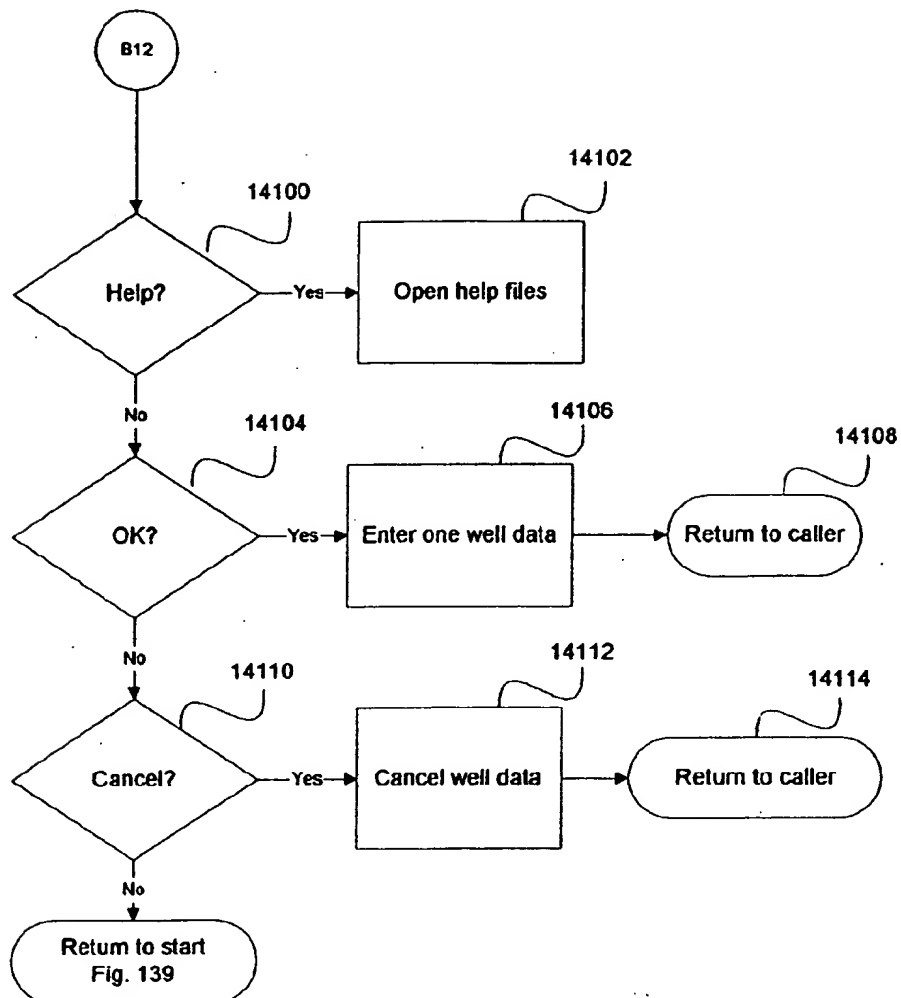 B12
14100
14102
Help?
Yes
Open help files
No
14104
14106
14108
OK?
Yes
Enter one well data
Return to caller
No
14110
14112
14114
Cancel?
Yes
Cancel well data
Return to caller
No
Return to start
Fig. 139